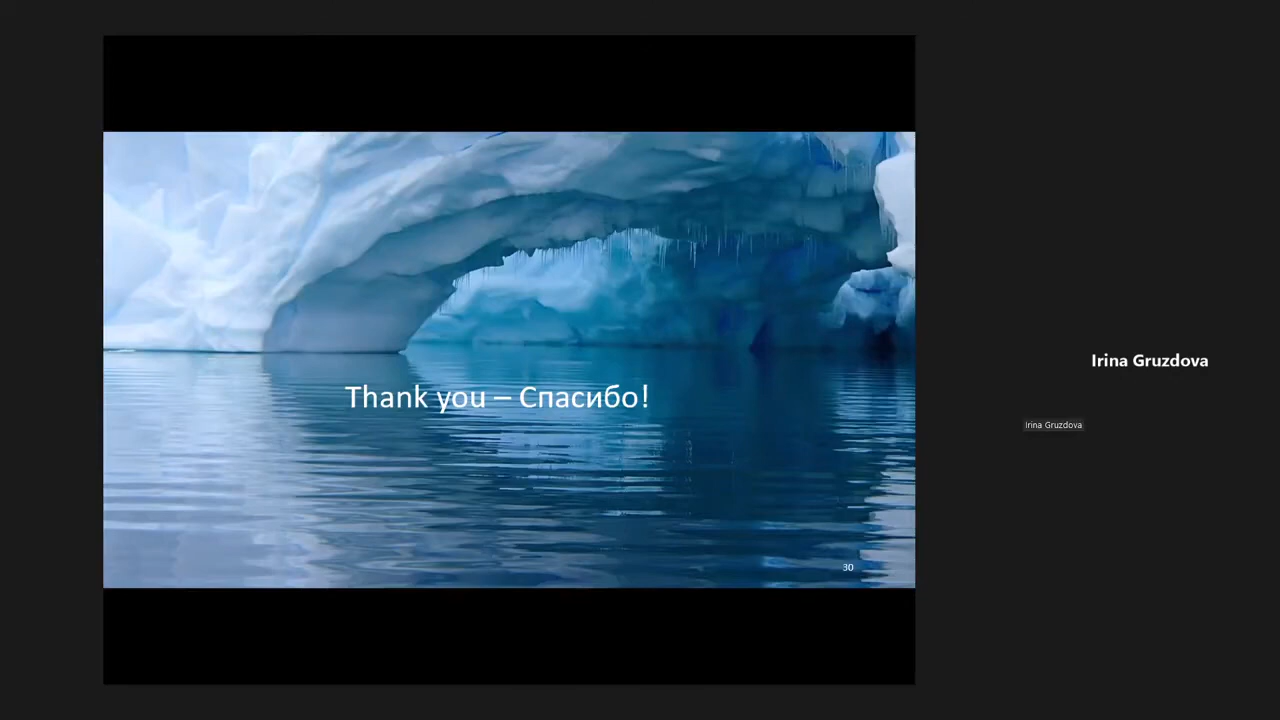 Thank you – Спасибо!
30
Irina Gruzdova
Irina Gruzdova